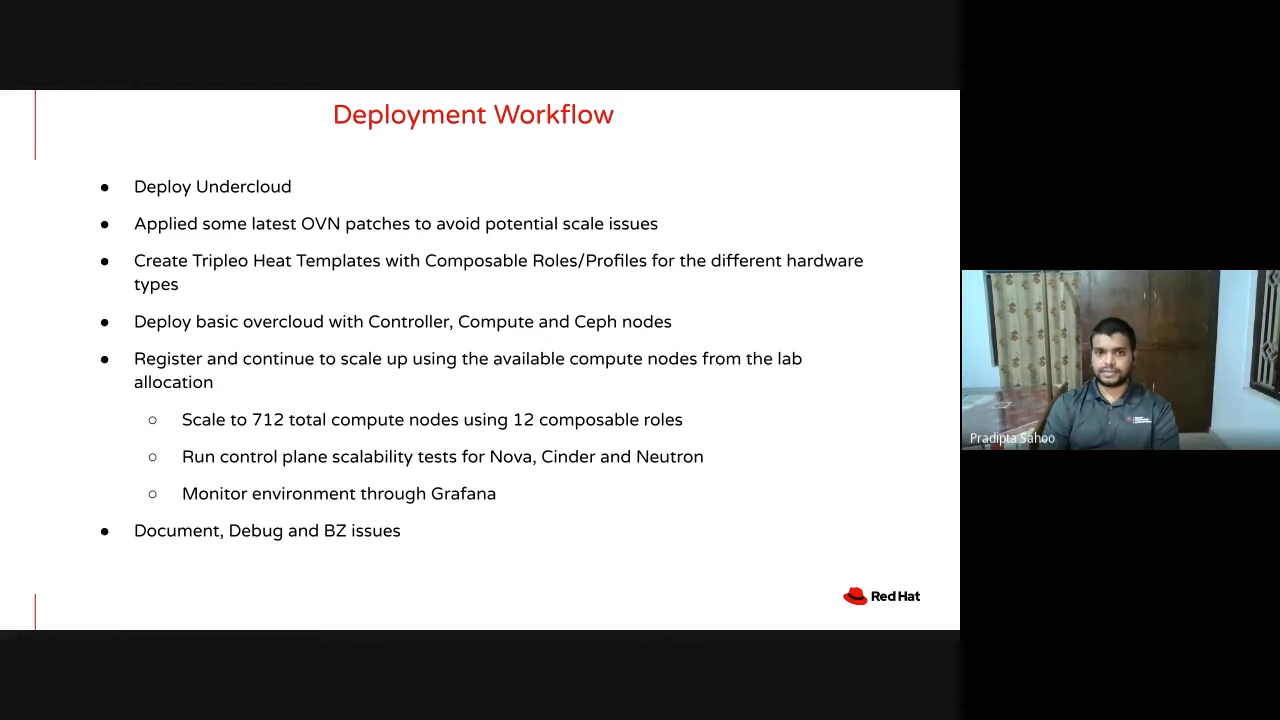 Deployment Workflow
● Deploy Undercloud
● Applied some latest OVN patches to avoid potential scale issues
● Create Tripleo Heat Templates with Composable Roles/Profiles for the different hardware
types
● Deploy basic overcloud with Controller, Compute and Ceph nodes
● Register and continue to scale up using the available compute nodes from the lab
allocation
○ Scale to 712 total compute nodes using 12 composable roles
○ Run control plane scalability tests for Nova, Cinder and Neutron
○ Monitor environment through Grafana
● Document, Debug and BZ issues
Red Hat
Pradipta Sahoo